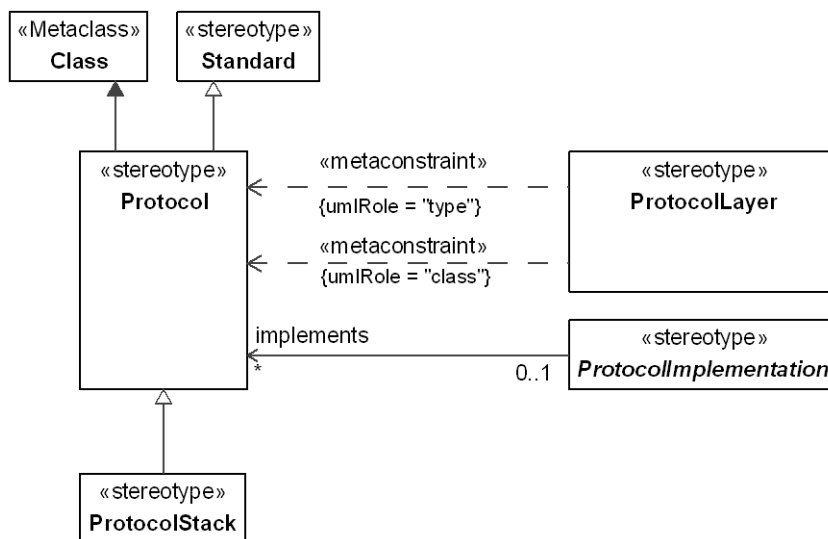 «Metaclass»
Class
«stereotype»
Standard
«stereotype»
Protocol
«metaconstraint»
{umlRole = "type"}
«metaconstraint»
{umlRole = "class"}
«stereotype»
ProtocolLayer
implements
*
0..1
«stereotype»
ProtocolImplementation
«stereotype»
ProtocolStack